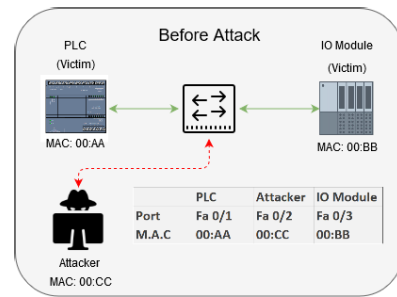 Before Attack
PLC
(Victim)
MAC: 00:AA
IO Module
(Victim)
MAC: 00:BB
Attacker
MAC: 00:CC
PLC Attacker IO Module
Port Fa 0/1 Fa 0/2 Fa 0/3
M.A.C 00:AA 00:CC 00:BB